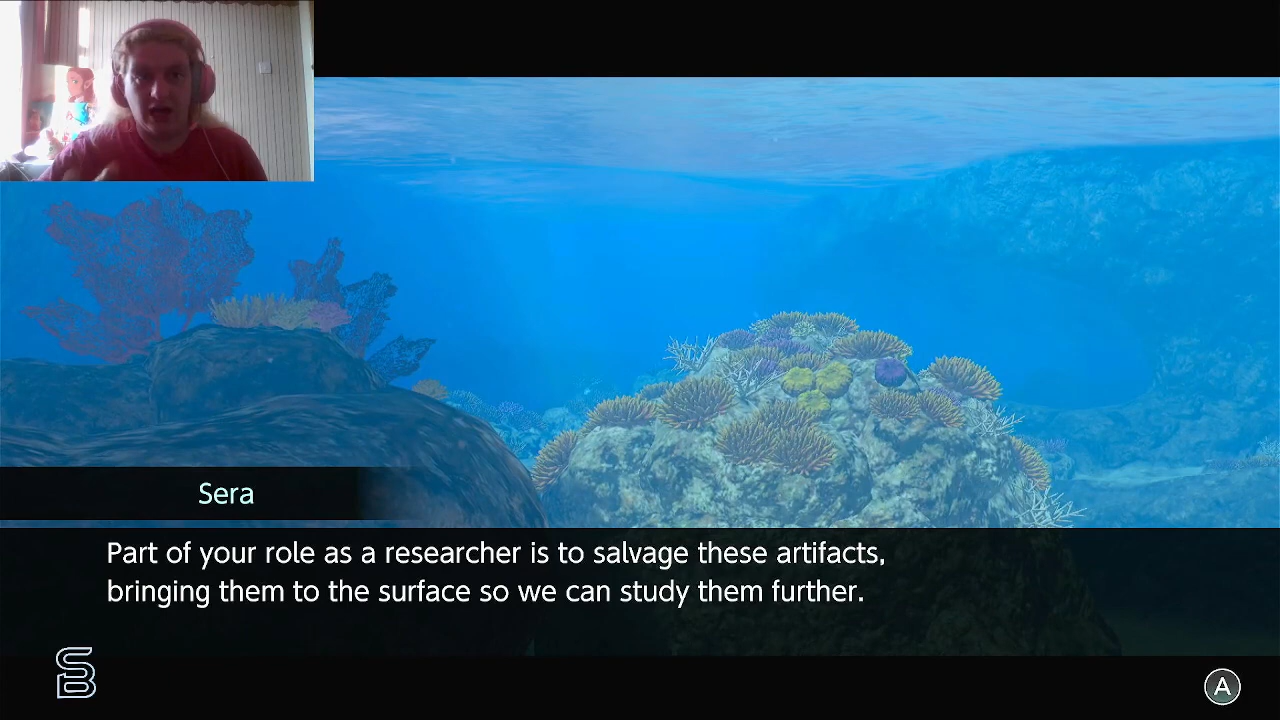 Sera
Part of your role as a researcher is to salvage these artifacts,
bringing them to the surface so we can study them further.
SB
A